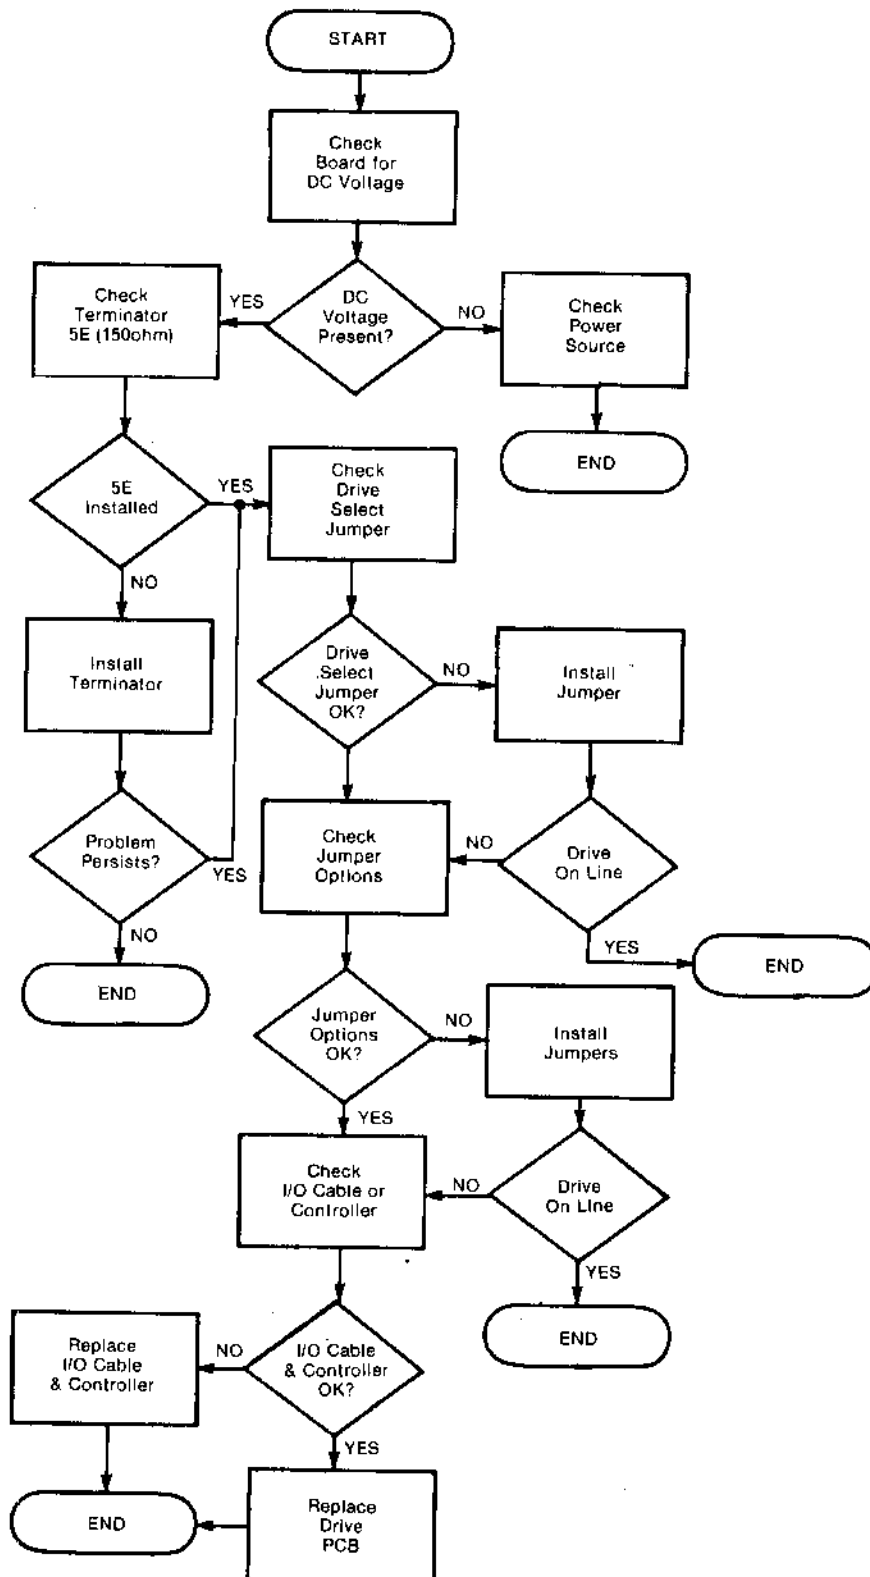 START
Check
Board for
DC Voltage
DC
Voltage
Present?
YES
NO
Check
Terminator
5E (150ohm)
Check
Power
Source
END
5E
Installed
YES
NO
Check
Drive
Select
Jumper
Install
Terminator
Drive
Select
Jumper
OK?
NO
Install
Jumper
Problem
Persists?
YES
NO
END
Check
Jumper
Options
NO
Drive
On Line
YES
END
Jumper
Options
OK?
NO
YES
Install
Jumpers
Check
I/O Cable or
Controller
NO
Drive
On Line
YES
END
Replace
I/O Cable
& Controller
NO
I/O Cable
& Controller
OK?
YES
END
Replace
Drive
PCB